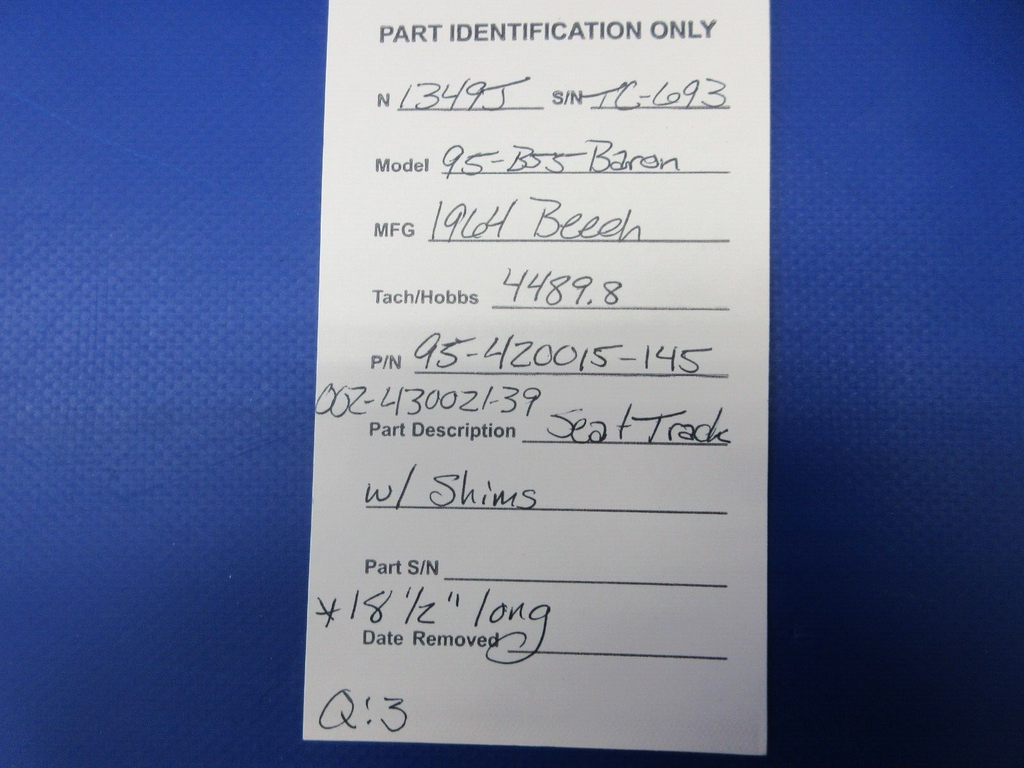 PART IDENTIFICATION ONLY
N 1349J S/N TC-693
Model 95-B55 Baron
MFG 1964 Beech
Tach/Hobbs 4489.8
P/N 95-420015-145
002-430021-39
Part Description Seat Track
w/ Shims
Part S/N
*18 1/2" long
Date Removed
Q:3